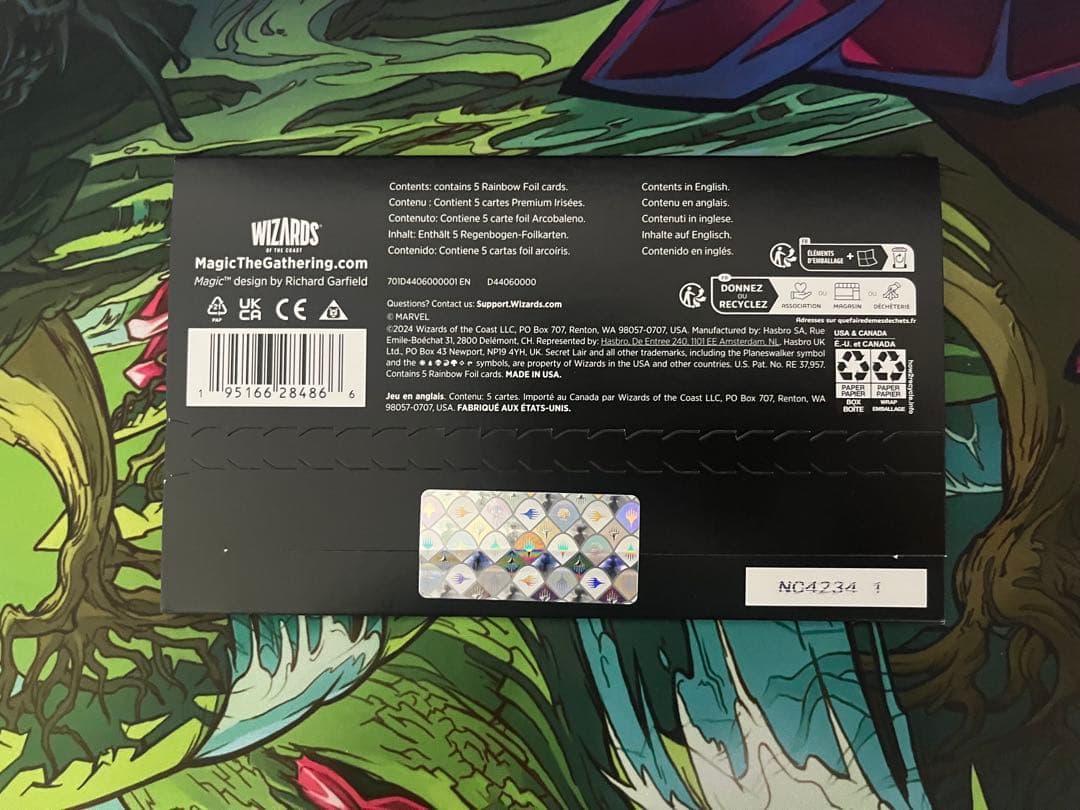 WIZARDS
OF THE COAST
MagicTheGathering.com
Magic™ design by Richard Garfield
21
PAP
UK
CA
CE
1 95166 28486 6
Contents: contains 5 Rainbow Foil cards.
Contenu : Contient 5 cartes Premium Irisées.
Contenuto: Contiene 5 carte foil Arcobaleno.
Inhalt: Enthält 5 Regenbogen-Foilkarten.
Contenido: Contiene 5 cartas foil arcoíris.
Contents in English.
Contenu en anglais.
Contenuti in inglese.
Inhalte auf Englisch.
Contenido en inglés.
701D4406000001 EN D44060000
Questions? Contact us: Support.Wizards.com
© MARVEL
©2024 Wizards of the Coast LLC, PO Box 707, Renton, WA 98057-0707, USA. Manufactured by: Hasbro SA, Rue
Emile-Boéchat 31, 2800 Delémont, CH. Represented by: Hasbro, De Entree 240, 1101 EE Amsterdam, NL. Hasbro UK
Ltd., PO Box 43 Newport, NP19 4YH, UK. Secret Lair and all other trademarks, including the Planeswalker symbol
and the symbols, are property of Wizards in the USA and other countries. U.S. Pat. No. RE 37,957.
Contains 5 Rainbow Foil cards. MADE IN USA.
Jeu en anglais. Contenu: 5 cartes. Importé au Canada par Wizards of the Coast LLC, PO Box 707, Renton, WA
98057-0707, USA. FABRIQUÉ AUX ÉTATS-UNIS.
FR
ÉLÉMENTS
D'EMBALLAGE +
FR
DONNEZ
OU
RECYCLEZ
ASSOCIATION
OU
MAGASIN
OU
DÉCHÈTERIE
Adresses sur quefairedemesdechets.fr
USA & CANADA
É.-U. et CANADA
PAPER
PAPIER
BOX
BOÎTE
PAPER
PAPIER
WRAP
EMBALLAGE
how2recycle.info
NC4234 1